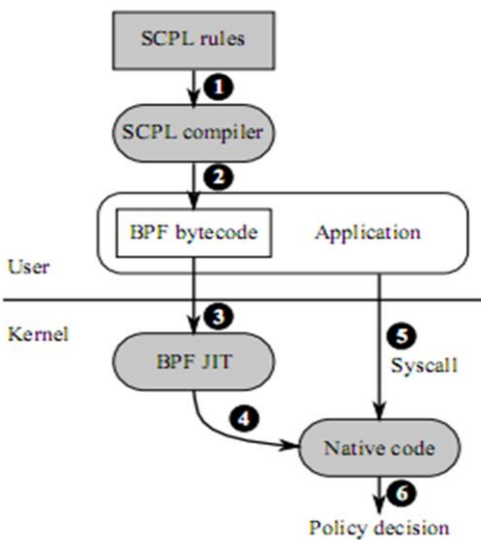 SCPL rules
1
SCPL compiler
2
BPF bytecode
Application
User
Kernel
3
BPF JIT
5
Syscall
4
Native code
6
Policy decision